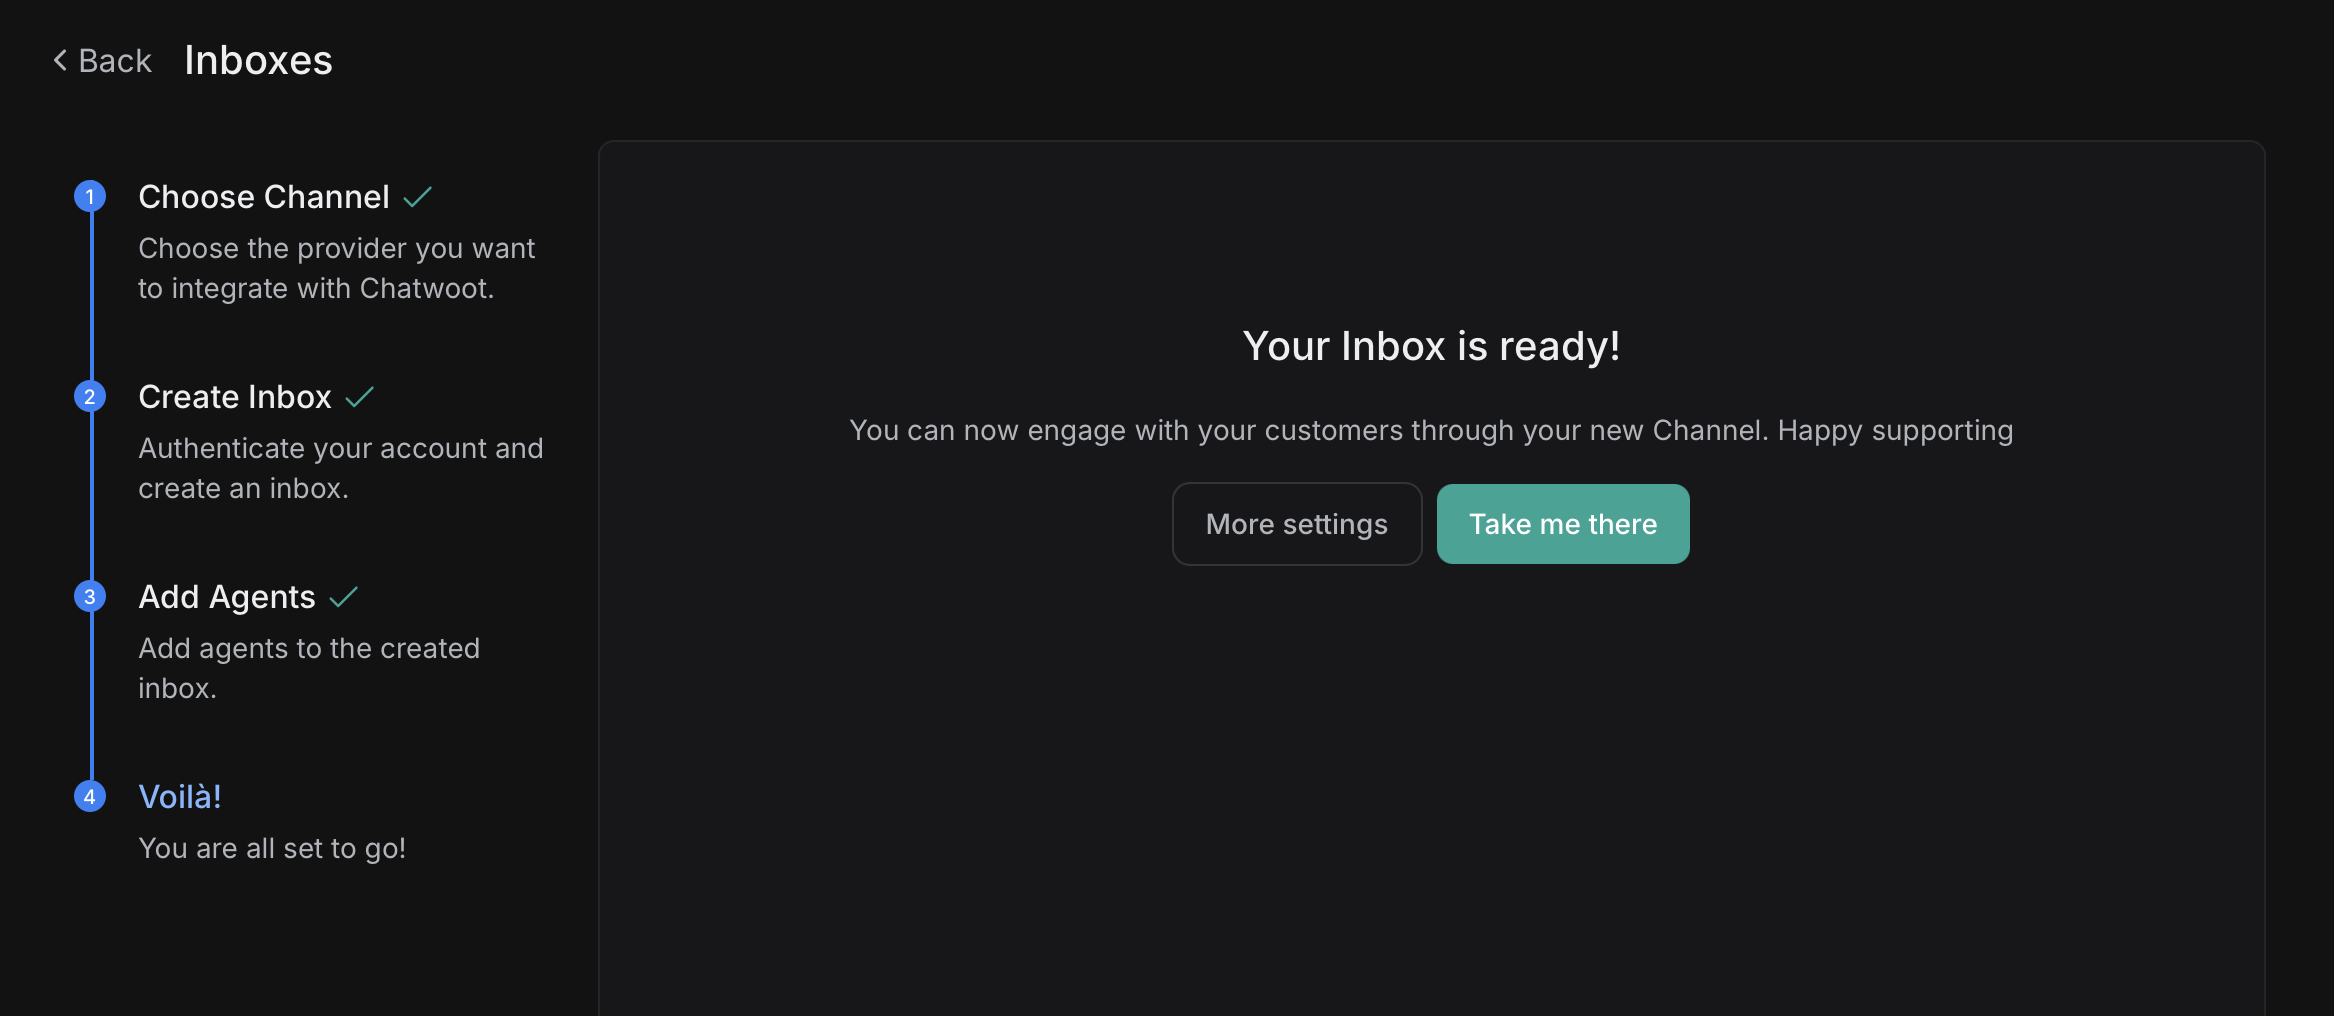 Back Inboxes
1 Choose Channel
Choose the provider you want
to integrate with Chatwoot.
2 Create Inbox
Authenticate your account and
create an inbox.
3 Add Agents
Add agents to the created
inbox.
4 Voilà!
You are all set to go!
Your Inbox is ready!
You can now engage with your customers through your new Channel. Happy supporting
More settings Take me there